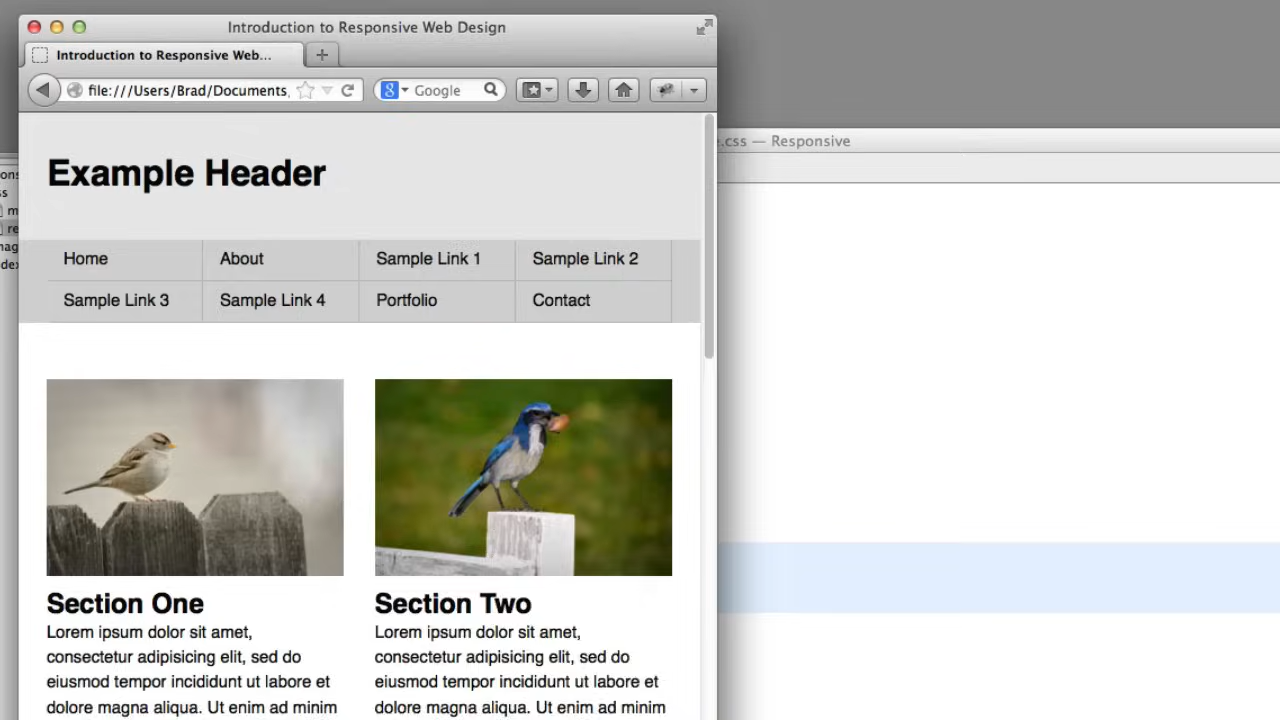 Introduction to Responsive Web Design
Introduction to Responsive Web...
file:///Users/Brad/Documents,
Google
.css — Responsive
Example Header
Home
About
Sample Link 1
Sample Link 2
Sample Link 3
Sample Link 4
Portfolio
Contact
Section One
Lorem ipsum dolor sit amet,
consectetur adipisicing elit, sed do
eiusmod tempor incididunt ut labore et
dolore magna aliqua. Ut enim ad minim
Section Two
Lorem ipsum dolor sit amet,
consectetur adipisicing elit, sed do
eiusmod tempor incididunt ut labore et
dolore magna aliqua. Ut enim ad minim